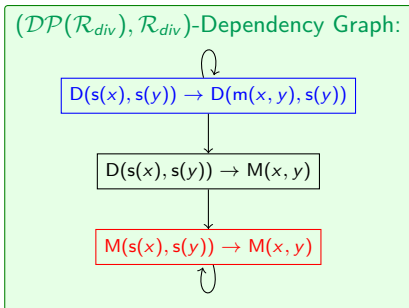 (𝒟𝒫(ℛ_div), ℛ_div)-Dependency Graph:
D(s(x), s(y)) → D(m(x, y), s(y))
D(s(x), s(y)) → M(x, y)
M(s(x), s(y)) → M(x, y)